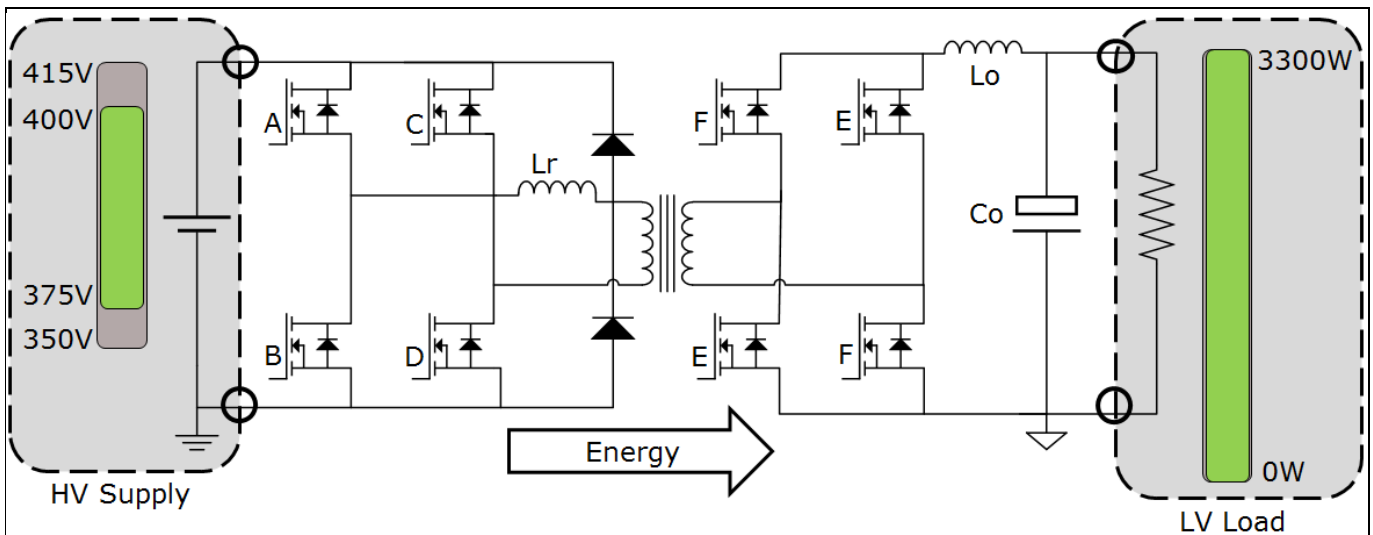 415V
400V
375V
350V
HV Supply
A
C
B
D
Lr
F
E
E
F
Lo
Co
Energy
3300W
0W
LV Load